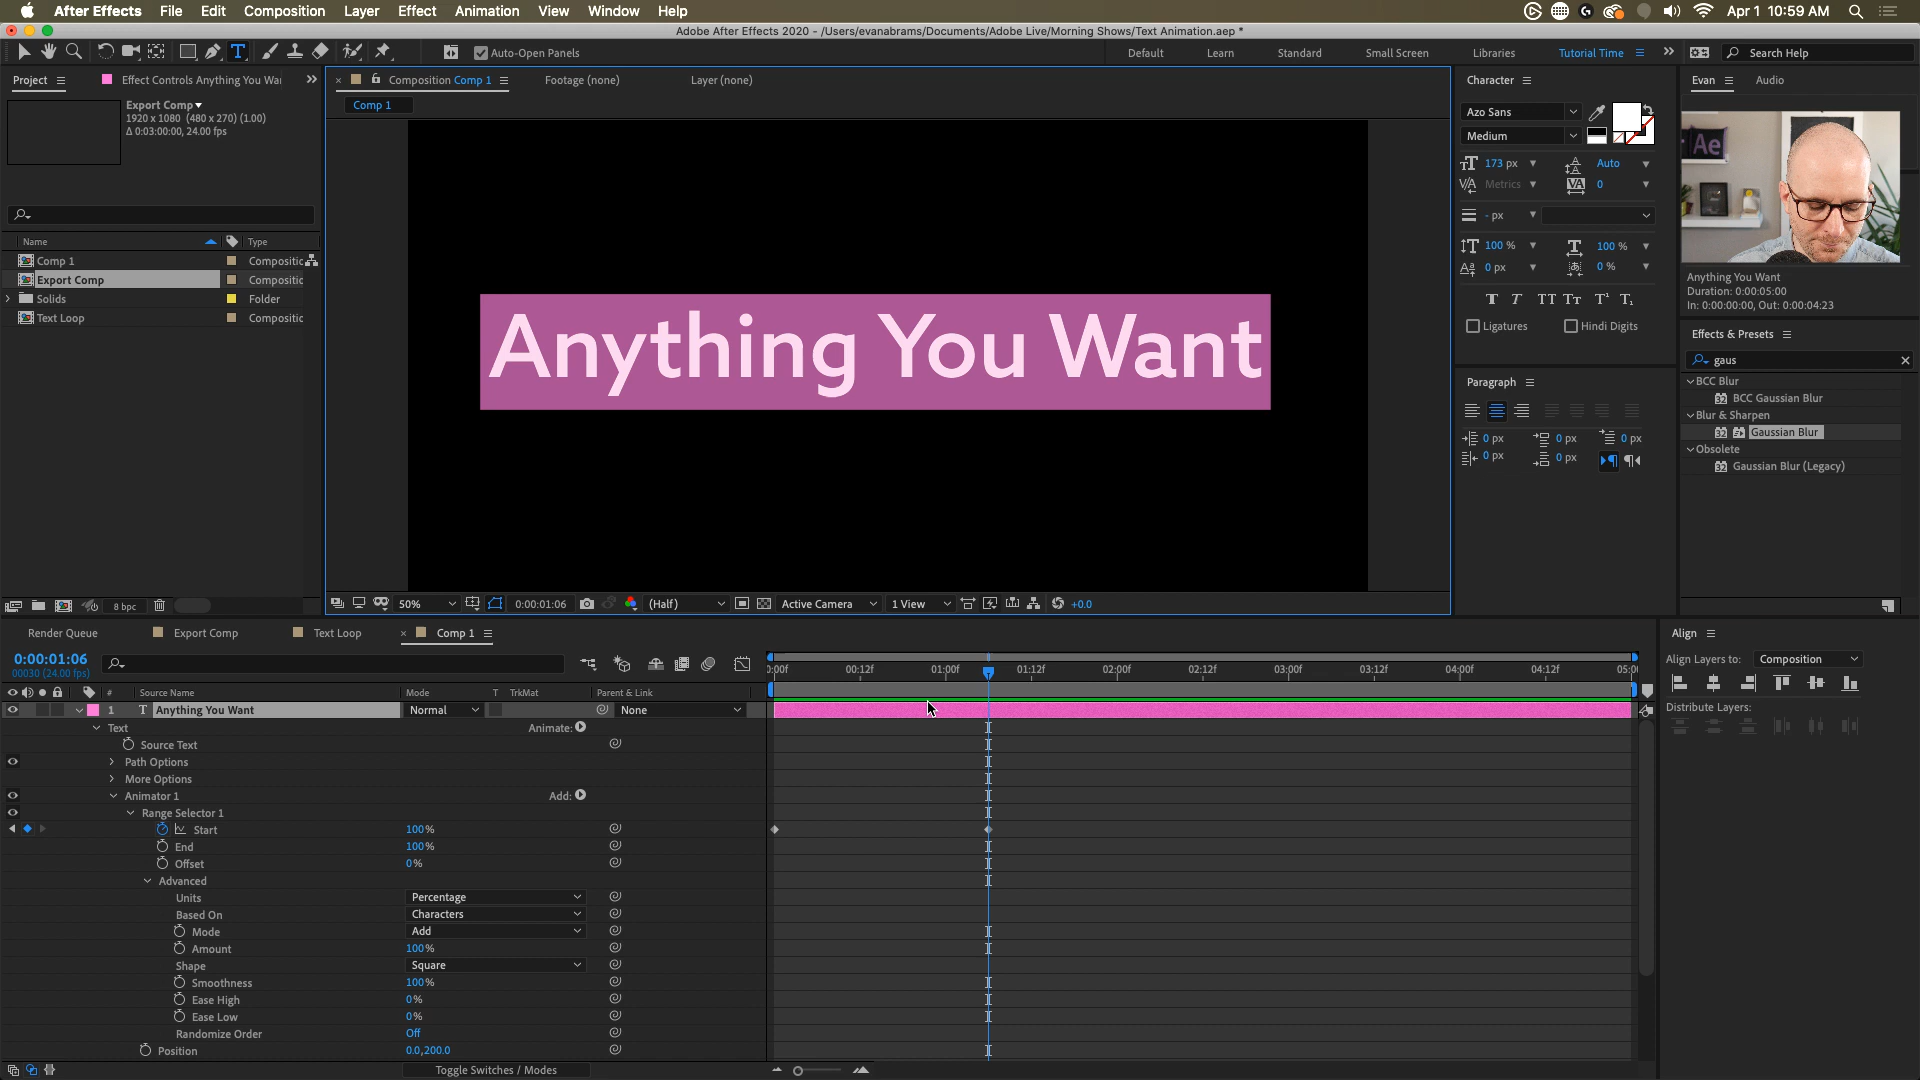 After Effects File Edit Composition Layer Effect Animation View Window Help
Apr 1 10:59 AM
Adobe After Effects 2020 - /Users/evanabrams/Documents/Adobe Live/Morning Shows/Text Animation.aep *
T
Auto-Open Panels
Default Learn Standard Small Screen Libraries Tutorial Time
Search Help
Project
Effect Controls Anything You Wa
Composition Comp 1
Footage (none)
Layer (none)
Character
Evan
Audio
Export Comp
1920 x 1080 (480 x 270) (1.00)
Δ 0:03:00:00, 24.00 fps
Comp 1
Azo Sans
Medium
173 px
Auto
Metrics
0
- px
100 %
100 %
0 px
0 %
Ligatures
Hindi Digits
Ae
Anything You Want
Duration: 0:00:05:00
In: 0:00:00:00, Out: 0:00:04:23
Effects & Presets
gaus
BCC Blur
BCC Gaussian Blur
Blur & Sharpen
Gaussian Blur
Obsolete
Gaussian Blur (Legacy)
Paragraph
0 px
0 px
0 px
0 px
0 px
Name
Type
Comp 1
Compositic
Export Comp
Compositic
Solids
Folder
Text Loop
Compositic
Anything You Want
8 bpc
50%
0:00:01:06
(Half)
Active Camera
1 View
+0.0
Render Queue
Export Comp
Text Loop
Comp 1
0:00:01:06
00030 (24.00 fps)
0:00f 00:12f 01:00f 01:12f 02:00f 02:12f 03:00f 03:12f 04:00f 04:12f 05:0
# Source Name Mode T TrkMat Parent & Link
1 T Anything You Want Normal None
Text Animate:
Source Text
Path Options
More Options
Animator 1 Add:
Range Selector 1
Start 100%
End 100%
Offset 0%
Advanced
Units Percentage
Based On Characters
Mode Add
Amount 100%
Shape Square
Smoothness 100%
Ease High 0%
Ease Low 0%
Randomize Order Off
Position 0.0,200.0
Toggle Switches / Modes
Align
Align Layers to: Composition
Distribute Layers: